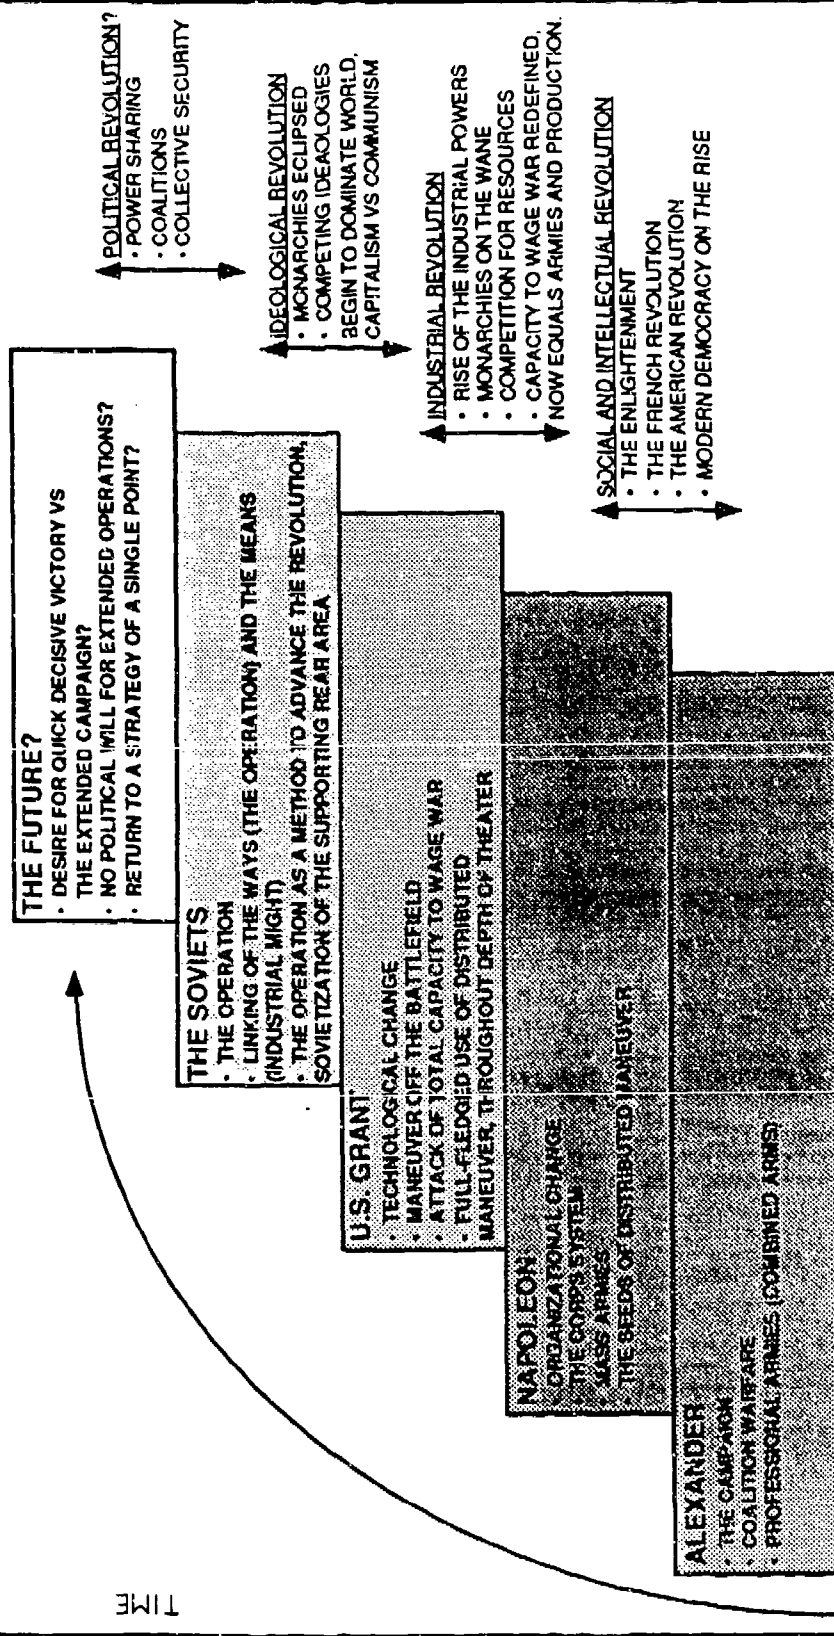 TIME
THE FUTURE?
• DESIRE FOR QUICK DECISIVE VICTORY VS
THE EXTENDED CAMPAIGN?
• NO POLITICAL WILL FOR EXTENDED OPERATIONS?
• RETURN TO A STRATEGY OF A SINGLE POINT?
POLITICAL REVOLUTION?
• POWER SHARING
• COALITIONS
• COLLECTIVE SECURITY
THE SOVIETS
• THE OPERATION
• LINKING OF THE WAYS (THE OPERATION) AND THE MEANS
(INDUSTRIAL MIGHT)
• THE OPERATION AS A METHOD TO ADVANCE THE REVOLUTION,
SOVIETIZATION OF THE SUPPORTING REAR AREA
IDEOLOGICAL REVOLUTION
• MONARCHIES ECLIPSED
• COMPETING IDEAOLOGIES
BEGIN TO DOMINATE WORLD,
CAPITALISM VS COMMUNISM
U.S. GRANT
• TECHNOLOGICAL CHANGE
• MANEUVER OFF THE BATTLEFIELD
• ATTACK OF TOTAL CAPACITY TO WAGE WAR
• FULL-FLEDGED USE OF DISTRIBUTED
MANEUVER, THROUGHOUT DEPTH OF THEATER
INDUSTRIAL REVOLUTION
• RISE OF THE INDUSTRIAL POWERS
• MONARCHIES ON THE WANE
• COMPETITION FOR RESOURCES
• CAPACITY TO WAGE WAR REDEFINED,
NOW EQUALS ARMIES AND PRODUCTION.
NAPOLEON
• ORGANIZATIONAL CHANGE
• THE CORPS SYSTEM
• MASS ARMIES
• THE SEEDS OF DISTRIBUTED MANEUVER
SOCIAL AND INTELLECTUAL REVOLUTION
• THE ENLIGHTENMENT
• THE FRENCH REVOLUTION
• THE AMERICAN REVOLUTION
• MODERN DEMOCRACY ON THE RISE
ALEXANDER
• THE CAMPAIGN
• COALITION WARFARE
• PROFESSIONAL ARMIES (COMBINED ARMS)